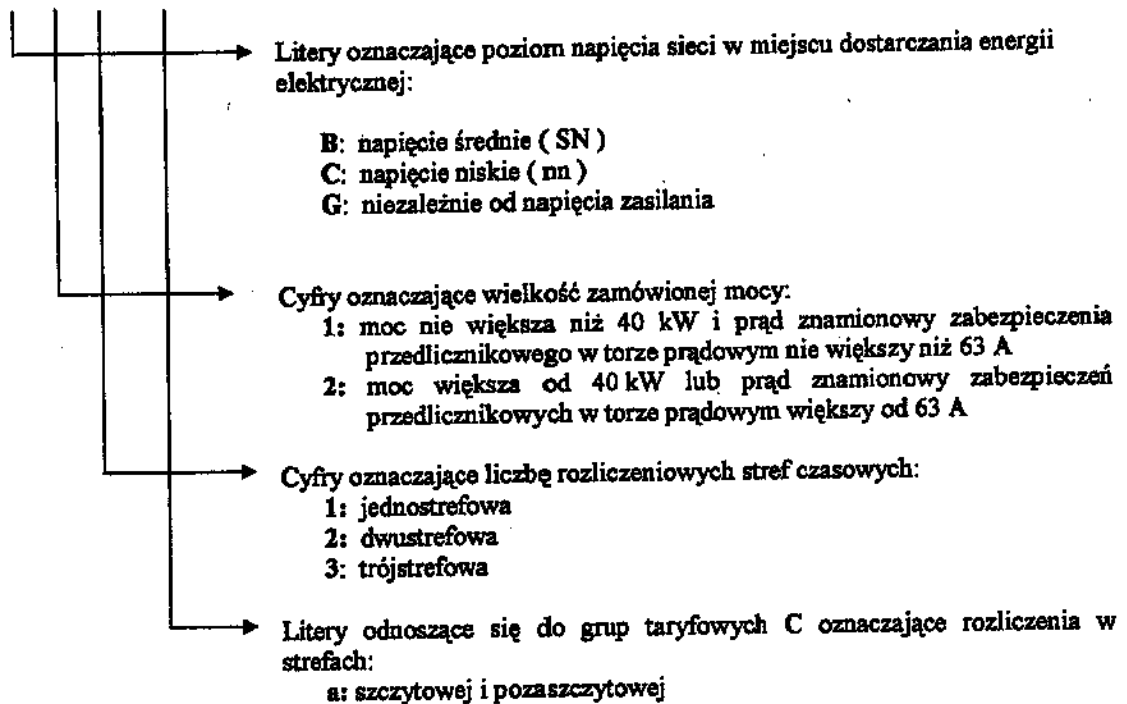 Litery oznaczające poziom napięcia sieci w miejscu dostarczania energii
elektrycznej:
B: napięcie średnie ( SN )
C: napięcie niskie ( nn )
G: niezależnie od napięcia zasilania
Cyfry oznaczające wielkość zamówionej mocy:
1: moc nie większa niż 40 kW i prąd znamionowy zabezpieczenia
przedlicznikowego w torze prądowym nie większy niż 63 A
2: moc większa od 40 kW lub prąd znamionowy zabezpieczeń
przedlicznikowych w torze prądowym większy od 63 A
Cyfry oznaczające liczbę rozliczeniowych stref czasowych:
1: jednostrefowa
2: dwustrefowa
3: trójstrefowa
Litery odnoszące się do grup taryfowych C oznaczające rozliczenia w
strefach:
a: szczytowej i pozaszczytowej